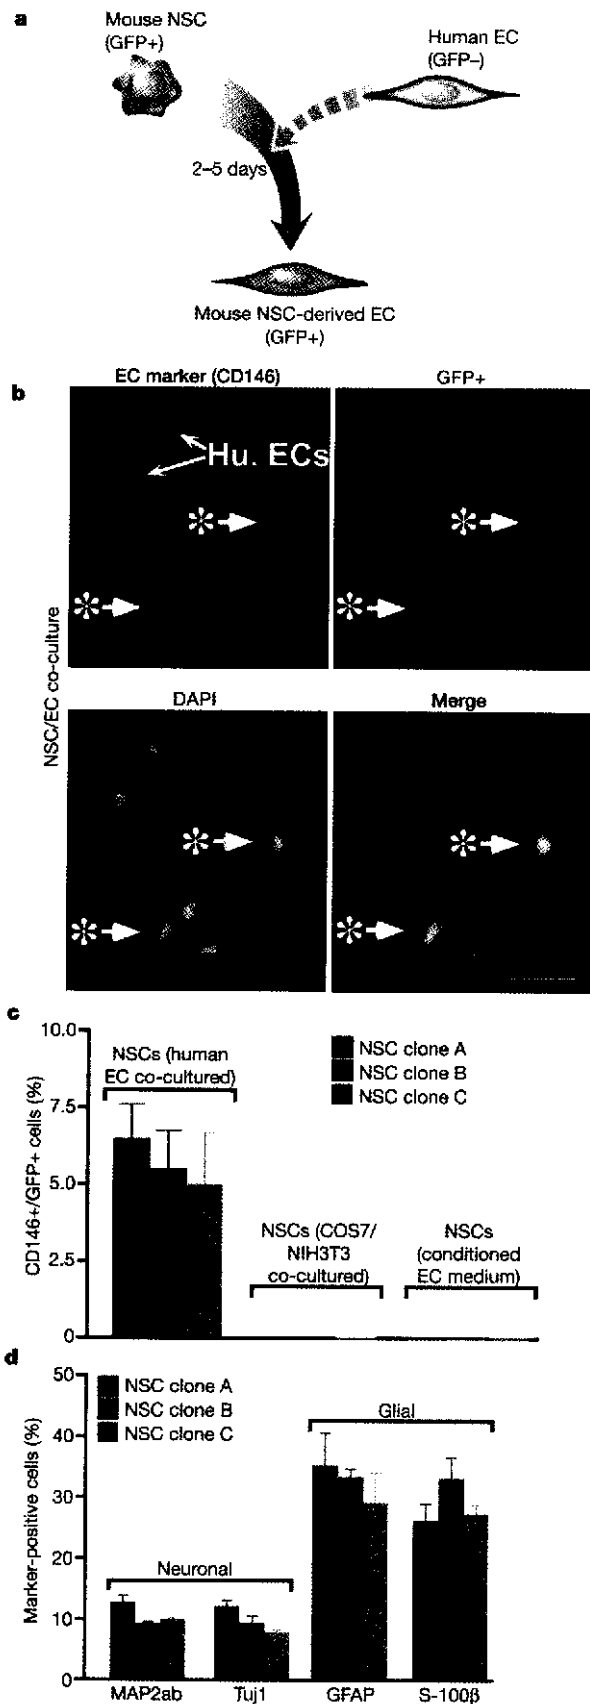 a
Mouse NSC
(GFP+)
Human EC
(GFP–)
2–5 days
Mouse NSC-derived EC
(GFP+)
b
EC marker (CD146)
GFP+
Hu. ECs
NSC/EC co-culture
DAPI
Merge
c
CD146+/GFP+ cells (%)
10.0
7.5
5.0
2.5
0
NSCs (human
EC co-cultured)
NSC clone A
NSC clone B
NSC clone C
NSCs (COS7/
NIH3T3
co-cultured)
NSCs
(conditioned
EC medium)
d
Marker-positive cells (%)
50
40
30
20
10
0
NSC clone A
NSC clone B
NSC clone C
Neuronal
Glial
MAP2ab
Tuj1
GFAP
S-100β